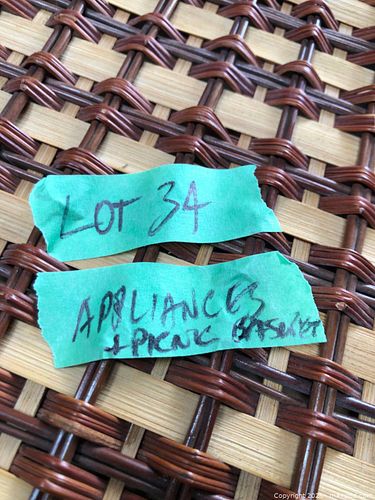 LOT 34
APPLIANCES
+ PICNIC BASKET